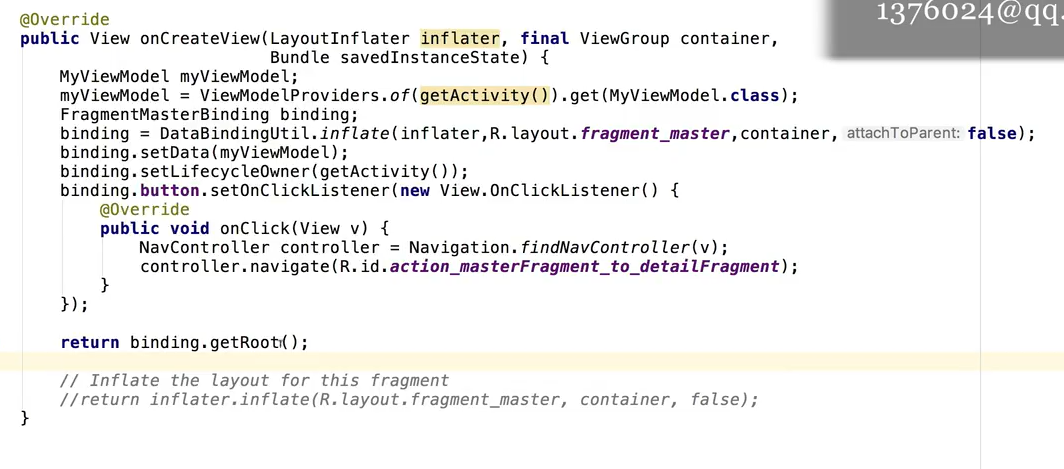 1376024@qq.
@Override
public View onCreateView(LayoutInflater inflater, final ViewGroup container,
Bundle savedInstanceState) {
MyViewModel myViewModel;
myViewModel = ViewModelProviders.of(getActivity()).get(MyViewModel.class);
FragmentMasterBinding binding;
binding = DataBindingUtil.inflate(inflater,R.layout.fragment_master,container, attachToParent: false);
binding.setData(myViewModel);
binding.setLifecycleOwner(getActivity());
binding.button.setOnClickListener(new View.OnClickListener() {
@Override
public void onClick(View v) {
NavController controller = Navigation.findNavController(v);
controller.navigate(R.id.action_masterFragment_to_detailFragment);
}
});
return binding.getRoot();
// Inflate the layout for this fragment
//return inflater.inflate(R.layout.fragment_master, container, false);
}